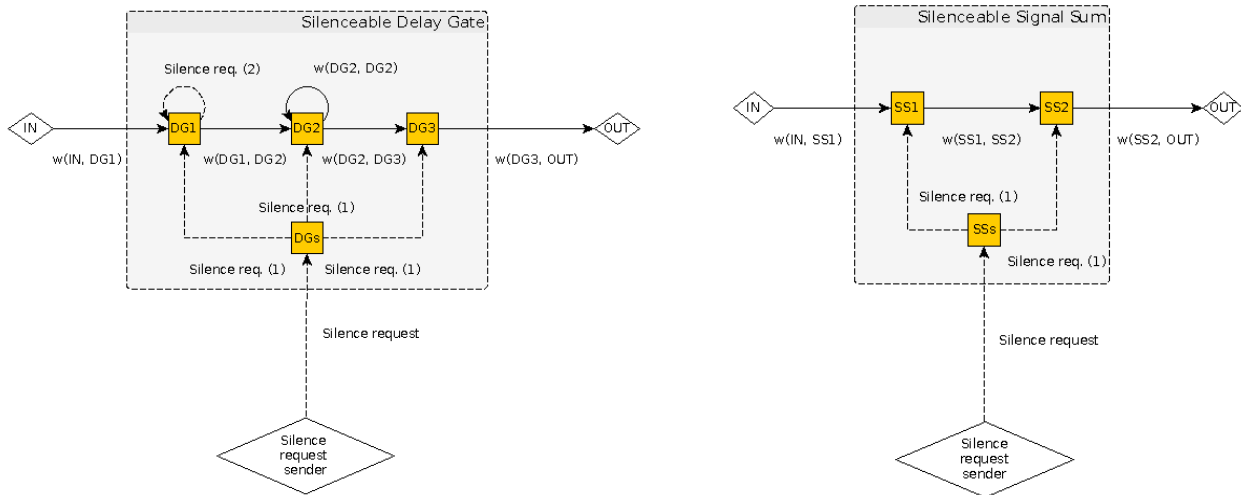 Silenceable Delay Gate
Silence req. (2)
w(DG2, DG2)
IN
DG1
DG2
DG3
OUT
w(IN, DG1)
w(DG1, DG2)
w(DG2, DG3)
w(DG3, OUT)
Silence req. (1)
DGs
Silence req. (1)
Silence req. (1)
Silence request
Silence
request
sender
Silenceable Signal Sum
IN
SS1
SS2
OUT
w(IN, SS1)
w(SS1, SS2)
w(SS2, OUT)
Silence req. (1)
SSs
Silence req. (1)
Silence request
Silence
request
sender